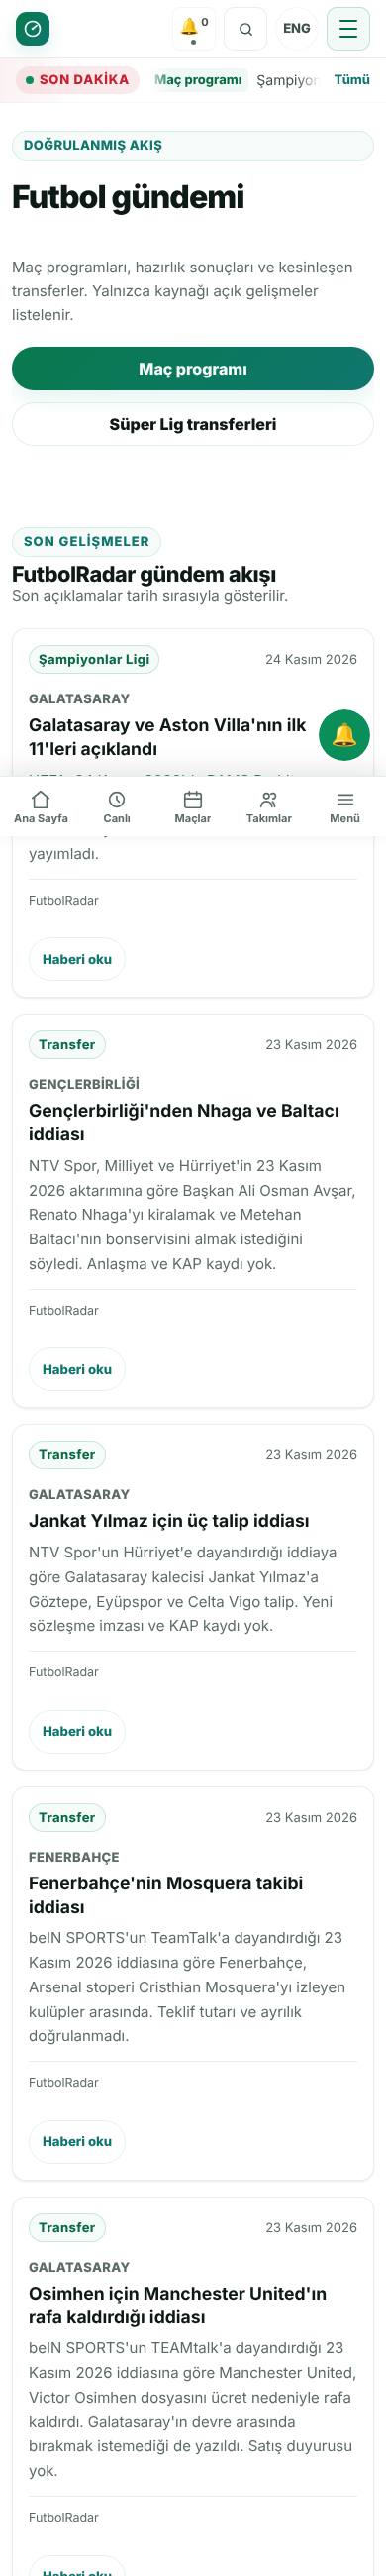 0
ENG
SON DAKİKA
Maç programı
Tümü
DOĞRULANMIŞ AKIŞ
Futbol gündemi
Maç programları, hazırlık sonuçları ve kesinleşen
transferler. Yalnızca kaynağı açık gelişmeler
listelenir.
Maç programı
Süper Lig transferleri
SON GELİŞMELER
FutbolRadar gündem akışı
Son açıklamalar tarih sırasıyla gösterilir.
Şampiyonlar Ligi
24 Kasım 2026
GALATASARAY
Galatasaray ve Aston Villa'nın ilk
11'leri açıklandı
Ana Sayfa
Canlı
Maçlar
Takımlar
Menü
yayımladı.
FutbolRadar
Haberi oku
Transfer
23 Kasım 2026
GENÇLERBİRLİĞİ
Gençlerbirliği'nden Nhaga ve Baltacı
iddiası
NTV Spor, Milliyet ve Hürriyet'in 23 Kasım
2026 aktarımına göre Başkan Ali Osman Avşar,
Renato Nhaga'yı kiralamak ve Metehan
Baltacı'nın bonservisini almak istediğini
söyledi. Anlaşma ve KAP kaydı yok.
FutbolRadar
Haberi oku
Transfer
23 Kasım 2026
GALATASARAY
Jankat Yılmaz için üç talip iddiası
NTV Spor'un Hürriyet'e dayandırdığı iddiaya
göre Galatasaray kalecisi Jankat Yılmaz'a
Göztepe, Eyüpspor ve Celta Vigo talip. Yeni
sözleşme imzası ve KAP kaydı yok.
FutbolRadar
Haberi oku
Transfer
23 Kasım 2026
FENERBAHÇE
Fenerbahçe'nin Mosquera takibi
iddiası
beIN SPORTS'un TeamTalk'a dayandırdığı 23
Kasım 2026 iddiasına göre Fenerbahçe,
Arsenal stoperi Cristhian Mosquera'yı izleyen
kulüpler arasında. Teklif tutarı ve ayrılık
doğrulanmadı.
FutbolRadar
Haberi oku
Transfer
23 Kasım 2026
GALATASARAY
Osimhen için Manchester United'ın
rafa kaldırdığı iddiası
beIN SPORTS'un TEAMtalk'a dayandırdığı 23
Kasım 2026 iddiasına göre Manchester United,
Victor Osimhen dosyasını ücret nedeniyle rafa
kaldırdı. Galatasaray'ın devre arasında
bırakmak istemediği de yazıldı. Satış duyurusu
yok.
FutbolRadar
Haberi oku